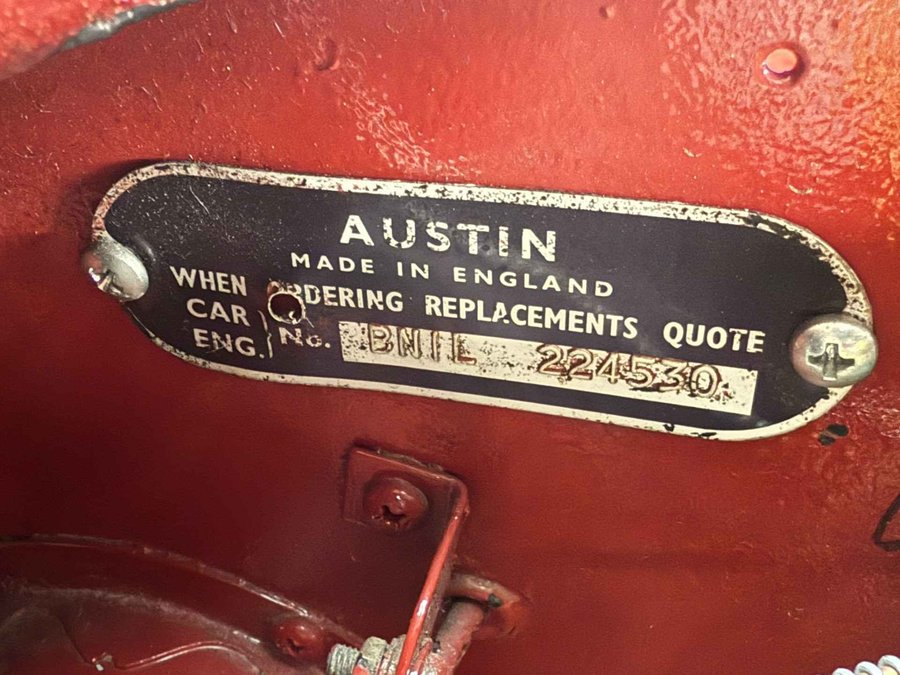 AUSTIN
MADE IN ENGLAND
WHEN ORDERING REPLACEMENTS QUOTE
CAR
ENG. } No. BN1L 224530